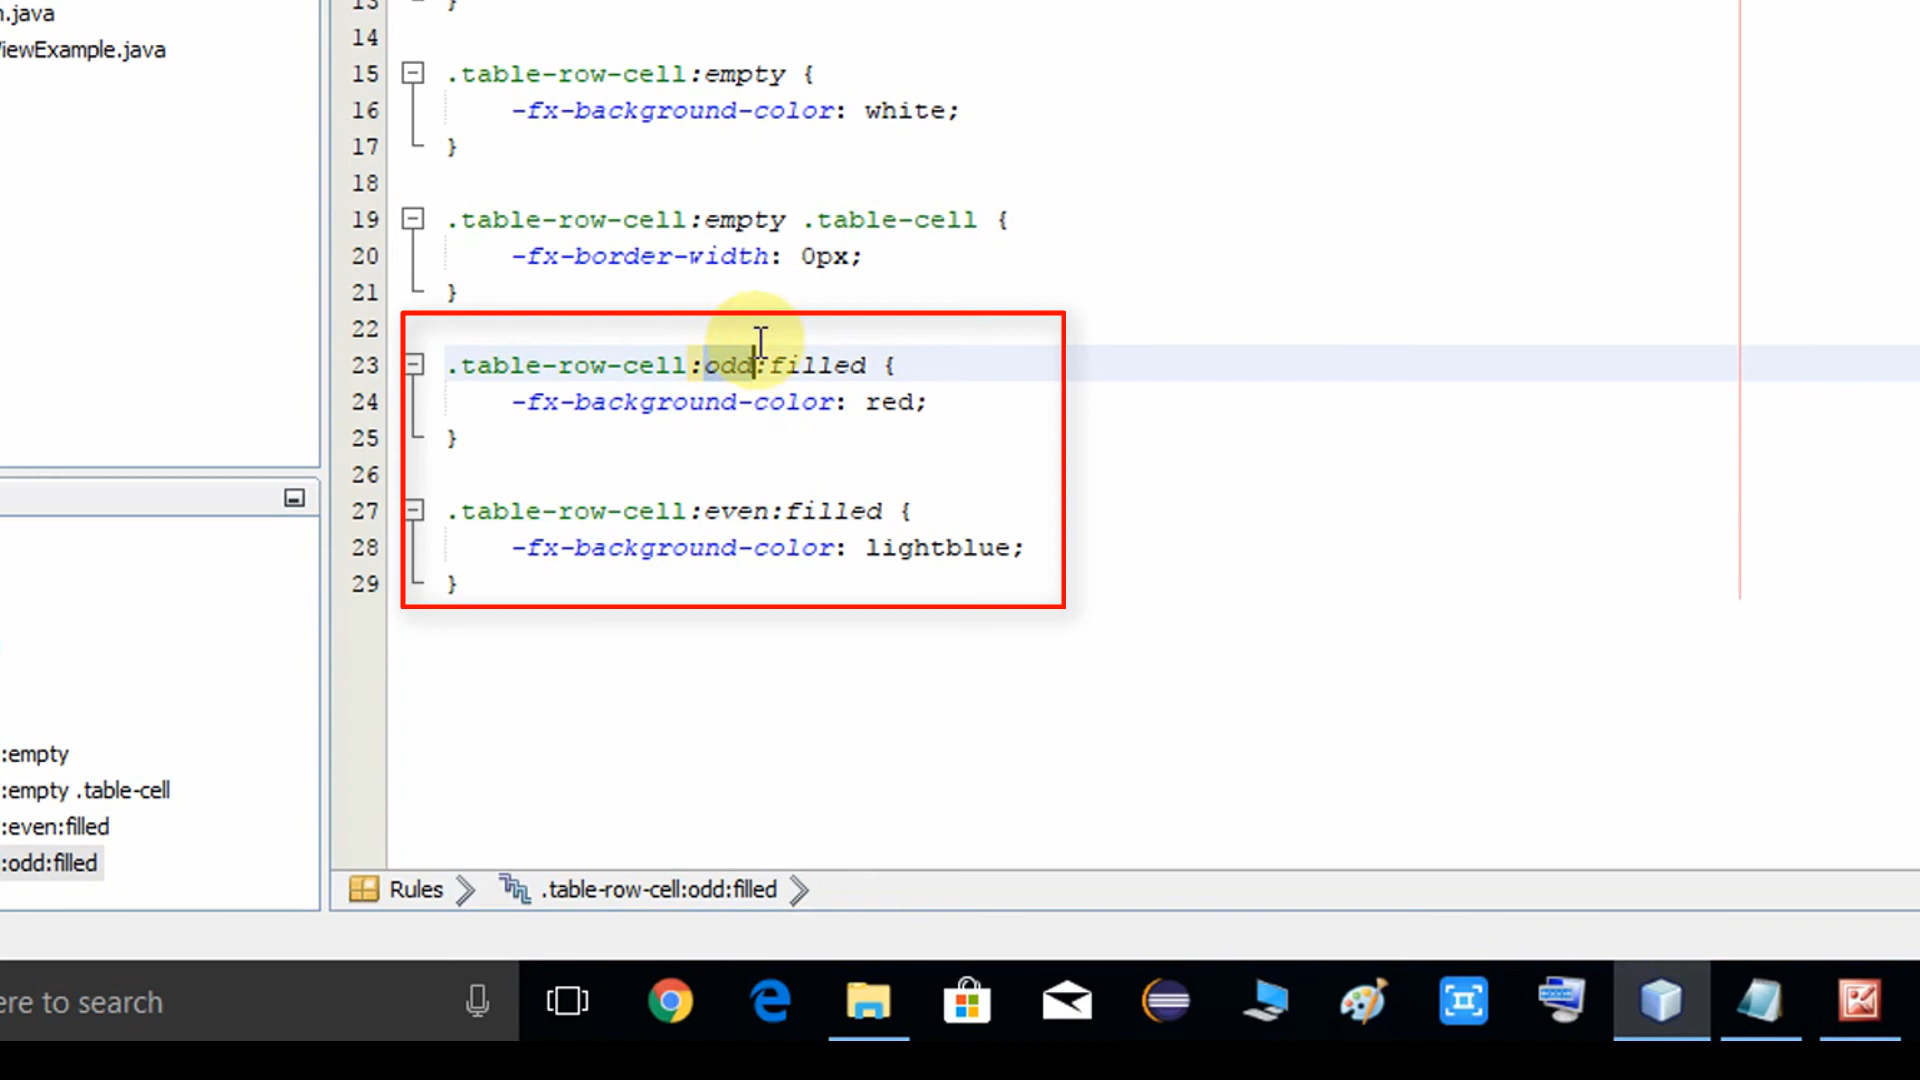 n.java
iewExample.java
13 }
14
15 .table-row-cell:empty {
16 -fx-background-color: white;
17 }
18
19 .table-row-cell:empty .table-cell {
20 -fx-border-width: 0px;
21 }
22
23 .table-row-cell:odd:filled {
24 -fx-background-color: red;
25 }
26
27 .table-row-cell:even:filled {
28 -fx-background-color: lightblue;
29 }
:empty
:empty .table-cell
:even:filled
:odd:filled
Rules .table-row-cell:odd:filled
ere to search